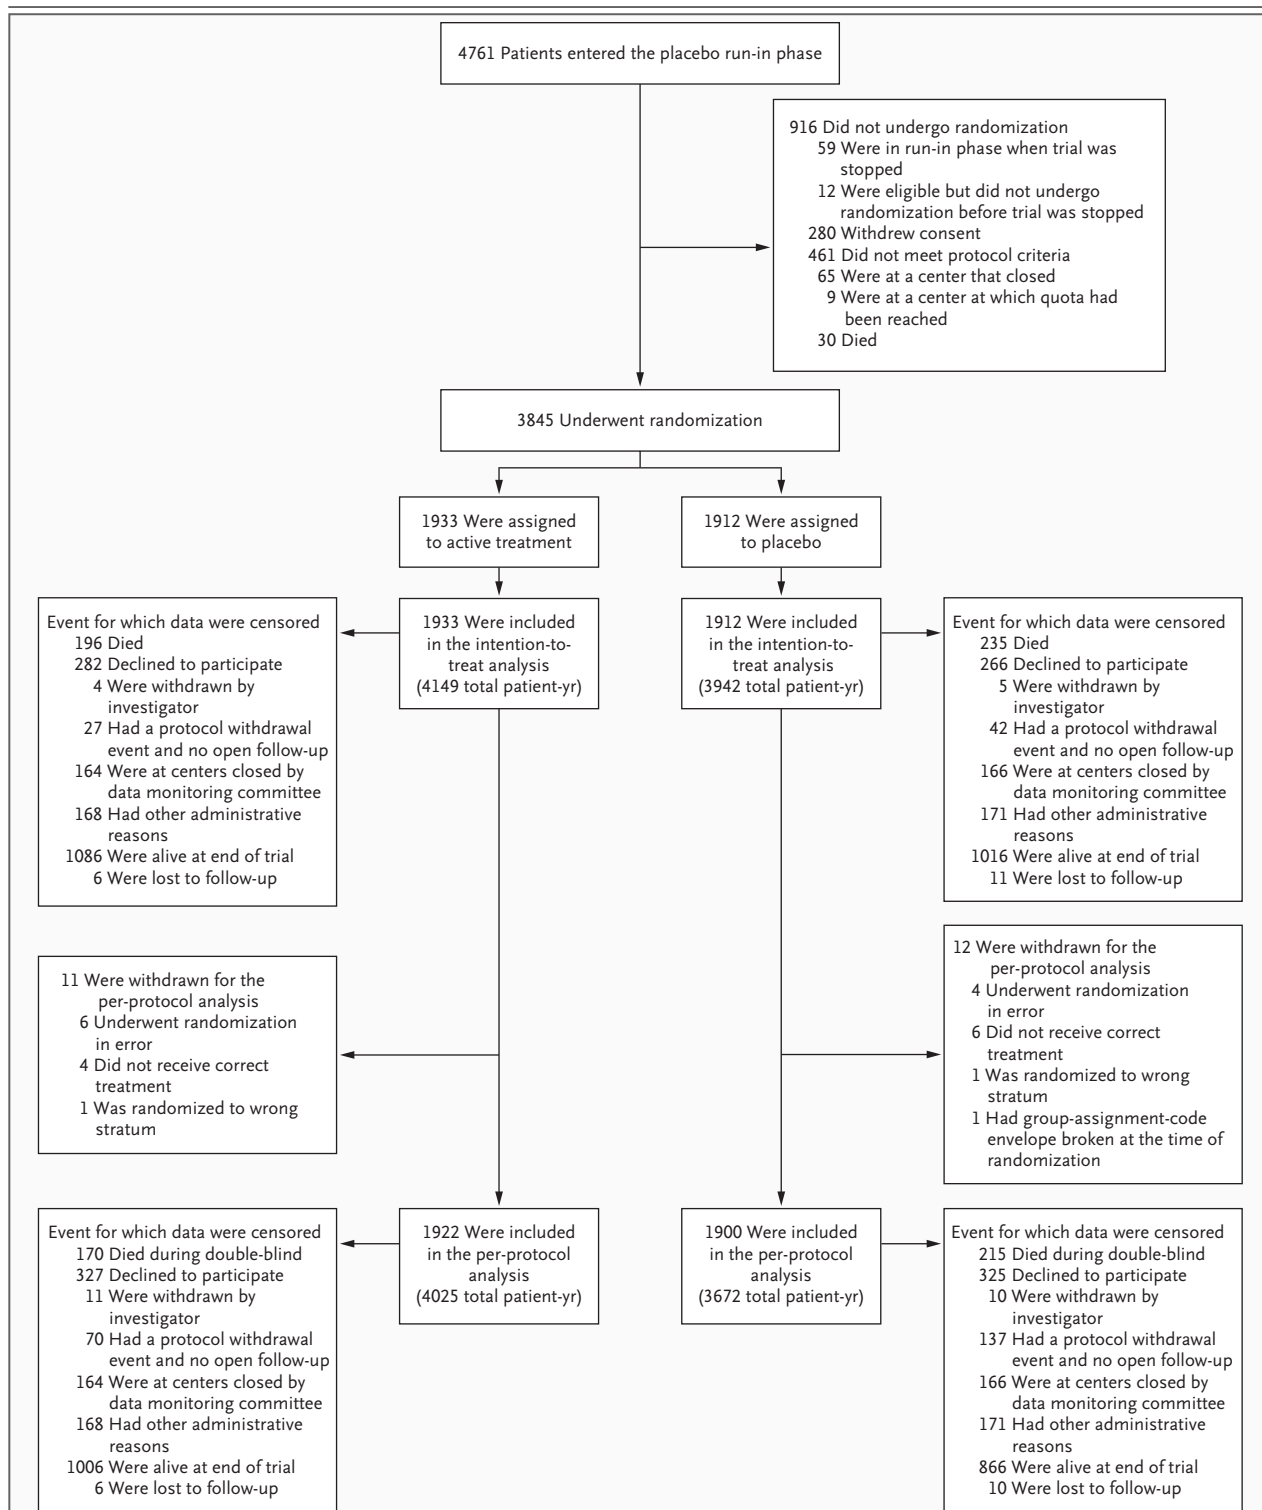 4761 Patients entered the placebo run-in phase
916 Did not undergo randomization
59 Were in run-in phase when trial was
stopped
12 Were eligible but did not undergo
randomization before trial was stopped
280 Withdrew consent
461 Did not meet protocol criteria
65 Were at a center that closed
9 Were at a center at which quota had
been reached
30 Died
3845 Underwent randomization
1933 Were assigned
to active treatment
1912 Were assigned
to placebo
Event for which data were censored
196 Died
282 Declined to participate
4 Were withdrawn by
investigator
27 Had a protocol withdrawal
event and no open follow-up
164 Were at centers closed by
data monitoring committee
168 Had other administrative
reasons
1086 Were alive at end of trial
6 Were lost to follow-up
1933 Were included
in the intention-to-
treat analysis
(4149 total patient-yr)
1912 Were included
in the intention-to-
treat analysis
(3942 total patient-yr)
Event for which data were censored
235 Died
266 Declined to participate
5 Were withdrawn by
investigator
42 Had a protocol withdrawal
event and no open follow-up
166 Were at centers closed by
data monitoring committee
171 Had other administrative
reasons
1016 Were alive at end of trial
11 Were lost to follow-up
11 Were withdrawn for the
per-protocol analysis
6 Underwent randomization
in error
4 Did not receive correct
treatment
1 Was randomized to wrong
stratum
12 Were withdrawn for the
per-protocol analysis
4 Underwent randomization
in error
6 Did not receive correct
treatment
1 Was randomized to wrong
stratum
1 Had group-assignment-code
envelope broken at the time of
randomization
Event for which data were censored
170 Died during double-blind
327 Declined to participate
11 Were withdrawn by
investigator
70 Had a protocol withdrawal
event and no open follow-up
164 Were at centers closed by
data monitoring committee
168 Had other administrative
reasons
1006 Were alive at end of trial
6 Were lost to follow-up
1922 Were included
in the per-protocol
analysis
(4025 total patient-yr)
1900 Were included
in the per-protocol
analysis
(3672 total patient-yr)
Event for which data were censored
215 Died during double-blind
325 Declined to participate
10 Were withdrawn by
investigator
137 Had a protocol withdrawal
event and no open follow-up
166 Were at centers closed by
data monitoring committee
171 Had other administrative
reasons
866 Were alive at end of trial
10 Were lost to follow-up